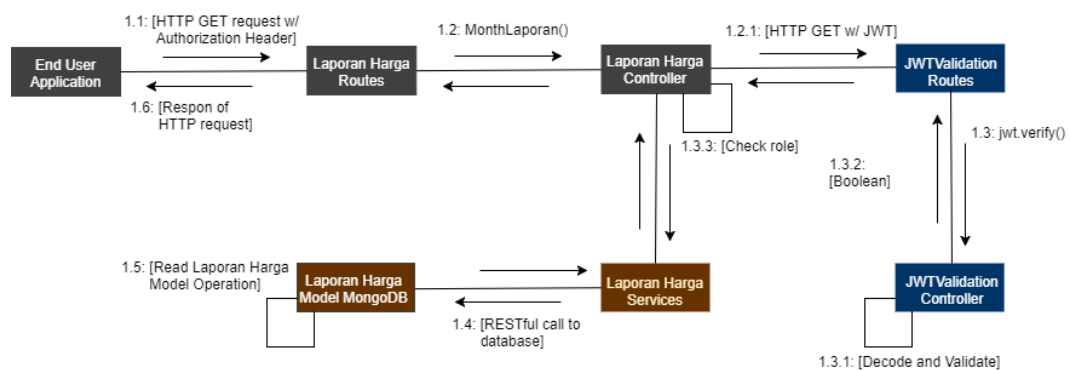 1.1: [HTTP GET request w/
Authorization Header]
1.2: MonthLaporan()
1.2.1: [HTTP GET w/ JWT]
End User
Application
Laporan Harga
Routes
Laporan Harga
Controller
JWTValidation
Routes
1.6: [Respon of
HTTP request]
1.3.3: [Check role]
1.3: jwt.verify()
1.3.2:
[Boolean]
1.5: [Read Laporan Harga
Model Operation]
Laporan Harga
Model MongoDB
Laporan Harga
Services
JWTValidation
Controller
1.4: [RESTful call to
database]
1.3.1: [Decode and Validate]